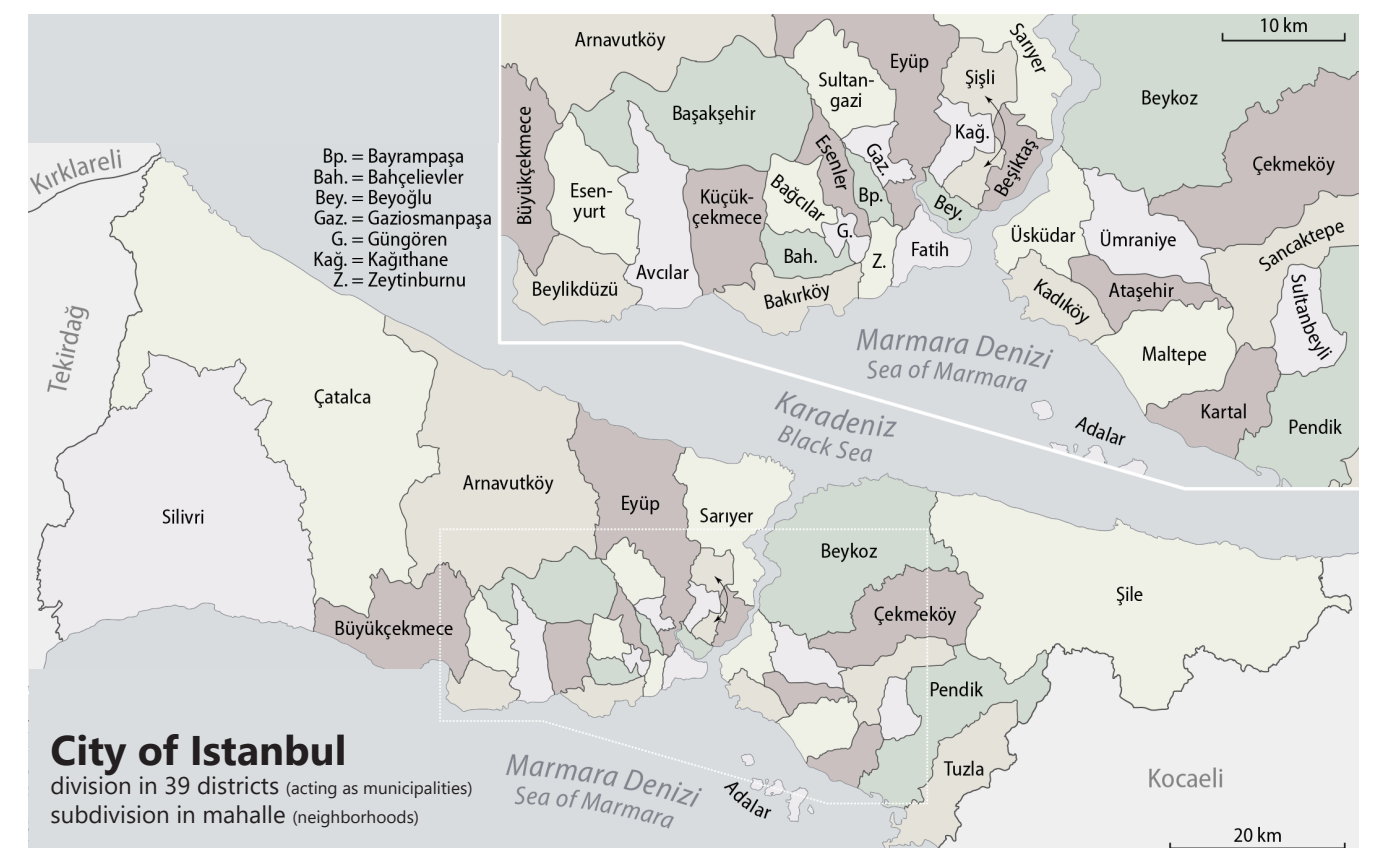 10 km
Arnavutköy
Sarıyer
Eyüp
Şişli
Sultan-
gazi
Beykoz
Başakşehir
Büyükçekmece
Kağ.
Esenler
Gaz.
Beşiktaş
Çekmeköy
Kırklareli
Bp. = Bayrampaşa
Bah. = Bahçelievler
Bey. = Beyoğlu
Gaz. = Gaziosmanpaşa
G. = Güngören
Kağ. = Kağıthane
Z. = Zeytinburnu
Esen-
yurt
Küçük-
çekmece
Bağcılar
Bp.
Bey.
G.
Üsküdar
Ümraniye
Sancaktepe
Bah.
Z.
Fatih
Avcılar
Beylikdüzü
Bakırköy
Kadıköy
Ataşehir
Sultanbeyli
Tekirdağ
Marmara Denizi
Sea of Marmara
Maltepe
Çatalca
Karadeniz
Black Sea
Kartal
Adalar
Pendik
Arnavutköy
Eyüp
Silivri
Sarıyer
Beykoz
Şile
Çekmeköy
Büyükçekmece
Pendik
City of Istanbul
division in 39 districts (acting as municipalities)
subdivision in mahalle (neighborhoods)
Marmara Denizi
Sea of Marmara
Adalar
Tuzla
Kocaeli
20 km